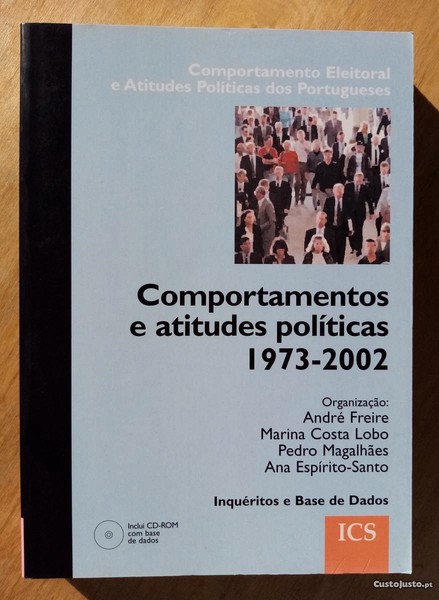 Comportamento Eleitoral
e Atitudes Políticas dos Portugueses
Comportamentos
e atitudes políticas
1973-2002
Organização:
André Freire
Marina Costa Lobo
Pedro Magalhães
Ana Espírito-Santo
Inquéritos e Base de Dados
Inclui CD-ROM
com base
de dados
ICS
CustoJusto.pt